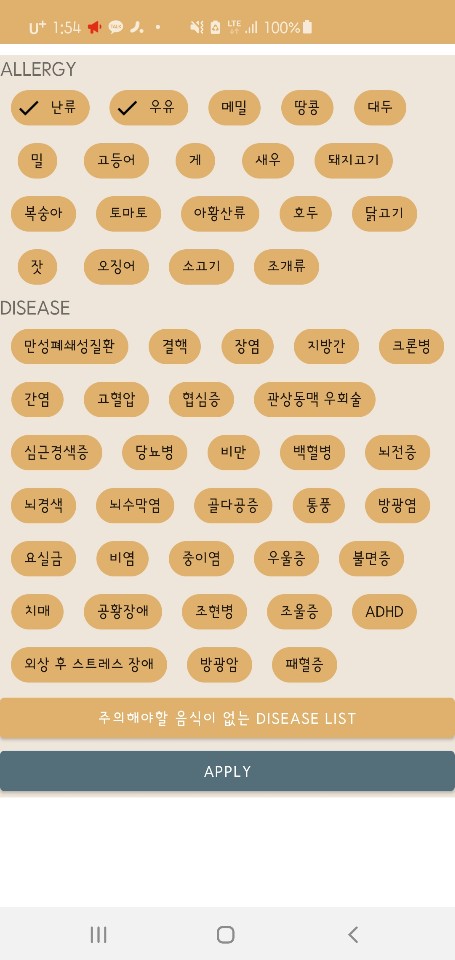 U+ 1:54 LTE 100%
ALLERGY
난류 우유 메밀 땅콩 대두
밀 고등어 게 새우 돼지고기
복숭아 토마토 아황산류 호두 닭고기
잣 오징어 소고기 조개류
DISEASE
만성폐쇄성질환 결핵 장염 지방간 크론병
간염 고혈압 협심증 관상동맥 우회술
심근경색증 당뇨병 비만 백혈병 뇌전증
뇌경색 뇌수막염 골다공증 통풍 방광염
요실금 비염 중이염 우울증 불면증
치매 공황장애 조현병 조울증 ADHD
외상 후 스트레스 장애 방광암 패혈증
주의해야할 음식이 없는 DISEASE LIST
APPLY